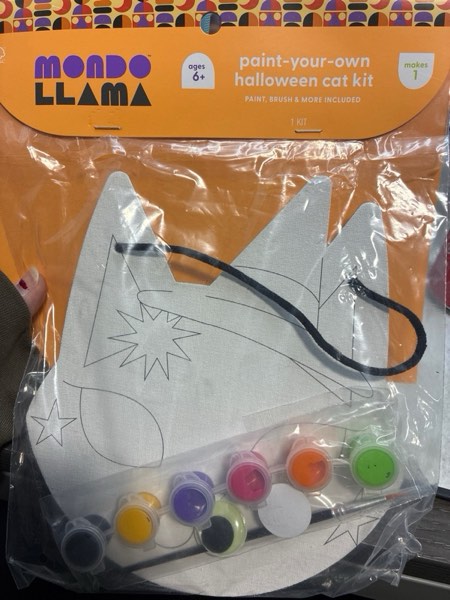 MONDO
LLAMA
ages
6+
paint-your-own
halloween cat kit
PAINT, BRUSH & MORE INCLUDED
makes
1
1 KIT